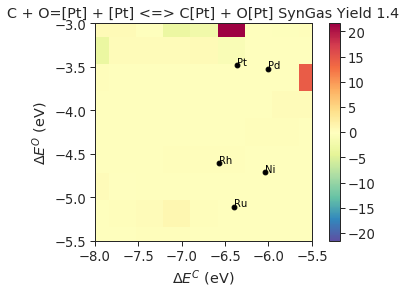 C + O=[Pt] + [Pt] <=> C[Pt] + O[Pt] SynGas Yield 1.4
−3.0
−3.5
−4.0
−4.5
−5.0
−5.5
ΔE^O (eV)
Pt
Pd
Rh
Ni
Ru
−8.0 −7.5 −7.0 −6.5 −6.0 −5.5
ΔE^C (eV)
20
15
10
5
0
−5
−10
−15
−20